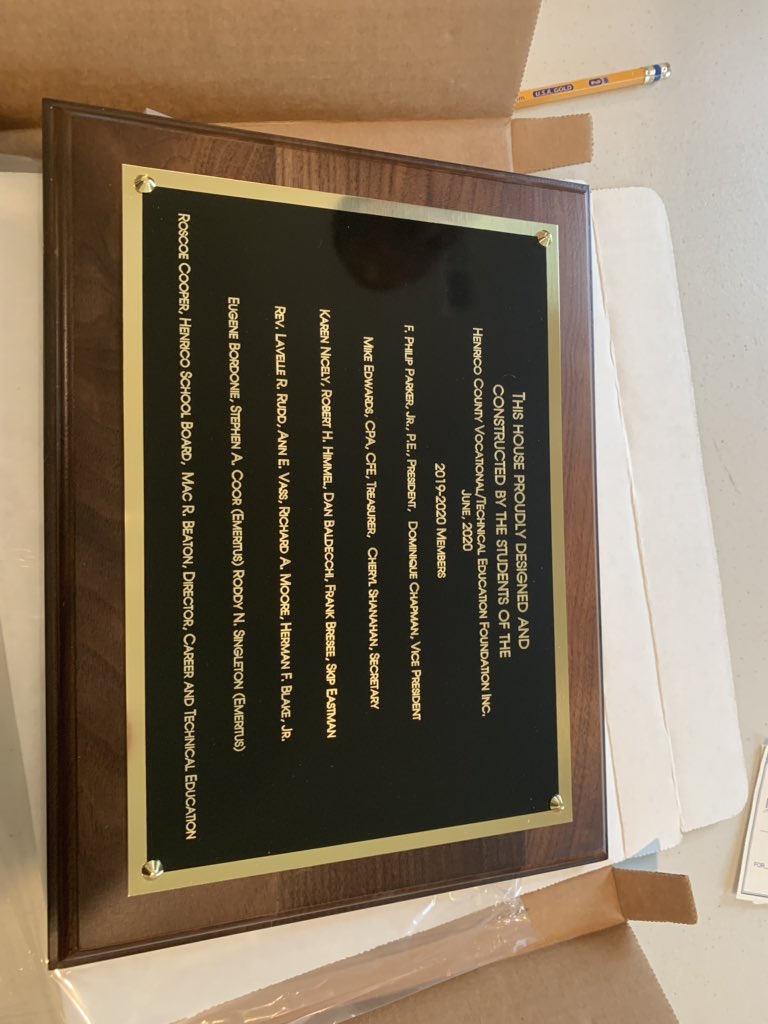 THIS HOUSE PROUDLY DESIGNED AND
CONSTRUCTED BY THE STUDENTS OF THE
HENRICO COUNTY VOCATIONAL/TECHNICAL EDUCATION FOUNDATION INC.
JUNE, 2020
2019-2020 MEMBERS
F. PHILIP PARKER, JR., P.E., PRESIDENT, DOMINIQUE CHAPMAN, VICE PRESIDENT
MIKE EDWARDS, CPA, CFE, TREASURER, CHERYL SHANAHAN, SECRETARY
KAREN NICELY, ROBERT H. HIMMEL, DAN BALDECCHI, FRANK BRESEE, SKIP EASTMAN
REV. LAVELLE R. RUDD, ANN E. VASS, RICHARD A. MOORE, HERMAN F. BLAKE, JR.
EUGENE BORDONIE, STEPHEN A. COOR (EMERITUS) RODDY N. SINGLETON (EMERITUS)
ROSCOE COOPER, HENRICO SCHOOL BOARD, MAC R. BEATON, DIRECTOR, CAREER AND TECHNICAL EDUCATION
U.S.A. GOLD
FOR